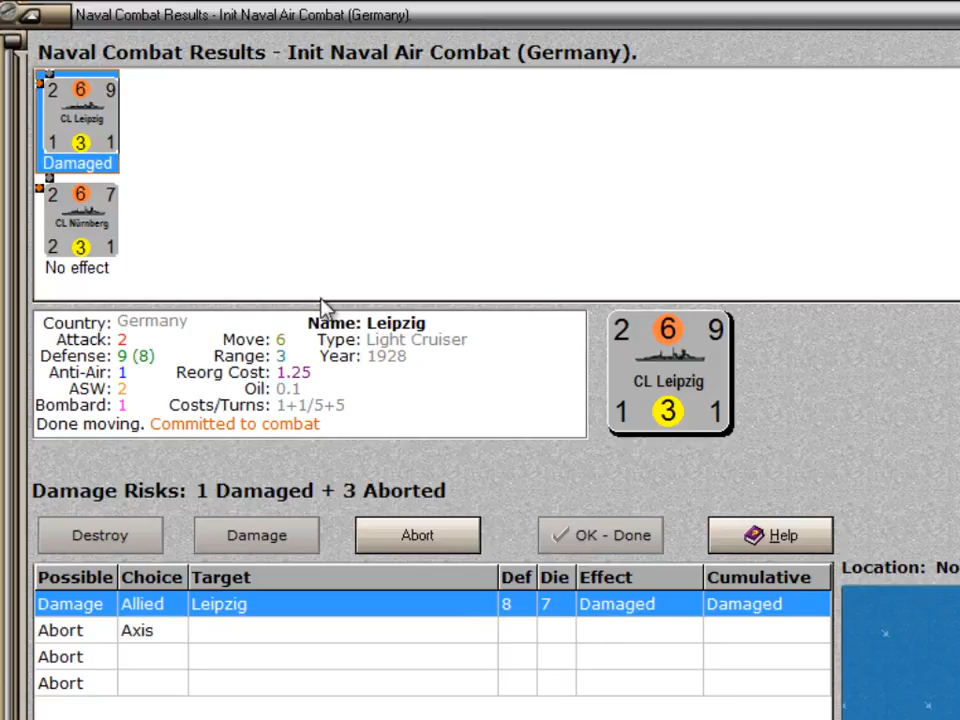 Naval Combat Results - Init Naval Air Combat (Germany).
Naval Combat Results - Init Naval Air Combat (Germany).
2 6 9
CL Leipzig
1 3 1
Damaged
2 6 7
CL Nürnberg
2 3 1
No effect
Country: Germany Name: Leipzig
Attack: 2 Move: 6 Type: Light Cruiser
Defense: 9 (8) Range: 3 Year: 1928
Anti-Air: 1 Reorg Cost: 1.25
ASW: 2 Oil: 0.1
Bombard: 1 Costs/Turns: 1+1/5+5
Done moving. Committed to combat
2 6 9
CL Leipzig
1 3 1
Damage Risks: 1 Damaged + 3 Aborted
Destroy Damage Abort OK - Done Help
Possible Choice Target Def Die Effect Cumulative
Damage Allied Leipzig 8 7 Damaged Damaged
Abort Axis
Abort
Abort
Location: No